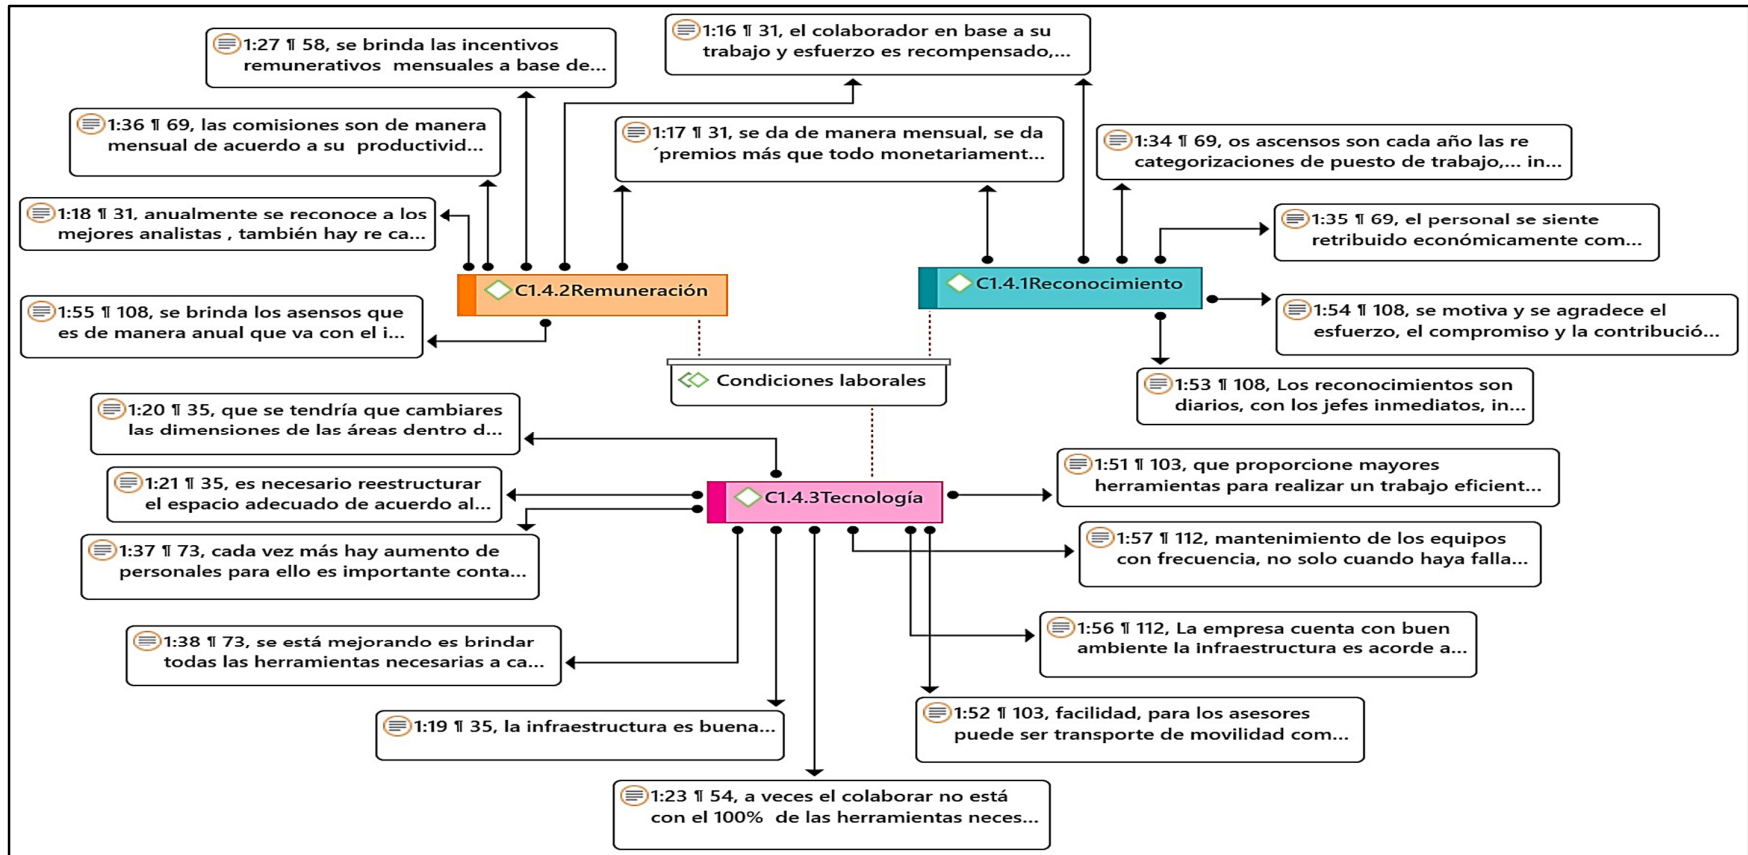 1:27 ¶ 58, se brinda las incentivos
remunerativos mensuales a base de...
1:16 ¶ 31, el colaborador en base a su
trabajo y esfuerzo es recompensado,...
1:36 ¶ 69, las comisiones son de manera
mensual de acuerdo a su productivid...
1:17 ¶ 31, se da de manera mensual, se da
´premios más que todo monetariament...
1:34 ¶ 69, os ascensos son cada año las re
categorizaciones de puesto de trabajo,... in...
1:18 ¶ 31, anualmente se reconoce a los
mejores analistas , también hay re ca...
1:35 ¶ 69, el personal se siente
retribuido económicamente com...
C1.4.2Remuneración
C1.4.1Reconocimiento
1:55 ¶ 108, se brinda los asensos que
es de manera anual que va con el i...
1:54 ¶ 108, se motiva y se agradece el
esfuerzo, el compromiso y la contribució...
Condiciones laborales
1:53 ¶ 108, Los reconocimientos son
diarios, con los jefes inmediatos, in...
1:20 ¶ 35, que se tendría que cambiares
las dimensiones de las áreas dentro d...
1:21 ¶ 35, es necesario reestructurar
el espacio adecuado de acuerdo al...
C1.4.3Tecnología
1:51 ¶ 103, que proporcione mayores
herramientas para realizar un trabajo eficient...
1:37 ¶ 73, cada vez más hay aumento de
personales para ello es importante conta...
1:57 ¶ 112, mantenimiento de los equipos
con frecuencia, no solo cuando haya falla...
1:38 ¶ 73, se está mejorando es brindar
todas las herramientas necesarias a ca...
1:56 ¶ 112, La empresa cuenta con buen
ambiente la infraestructura es acorde a...
1:19 ¶ 35, la infraestructura es buena...
1:52 ¶ 103, facilidad, para los asesores
puede ser transporte de movilidad com...
1:23 ¶ 54, a veces el colaborar no está
con el 100% de las herramientas neces...